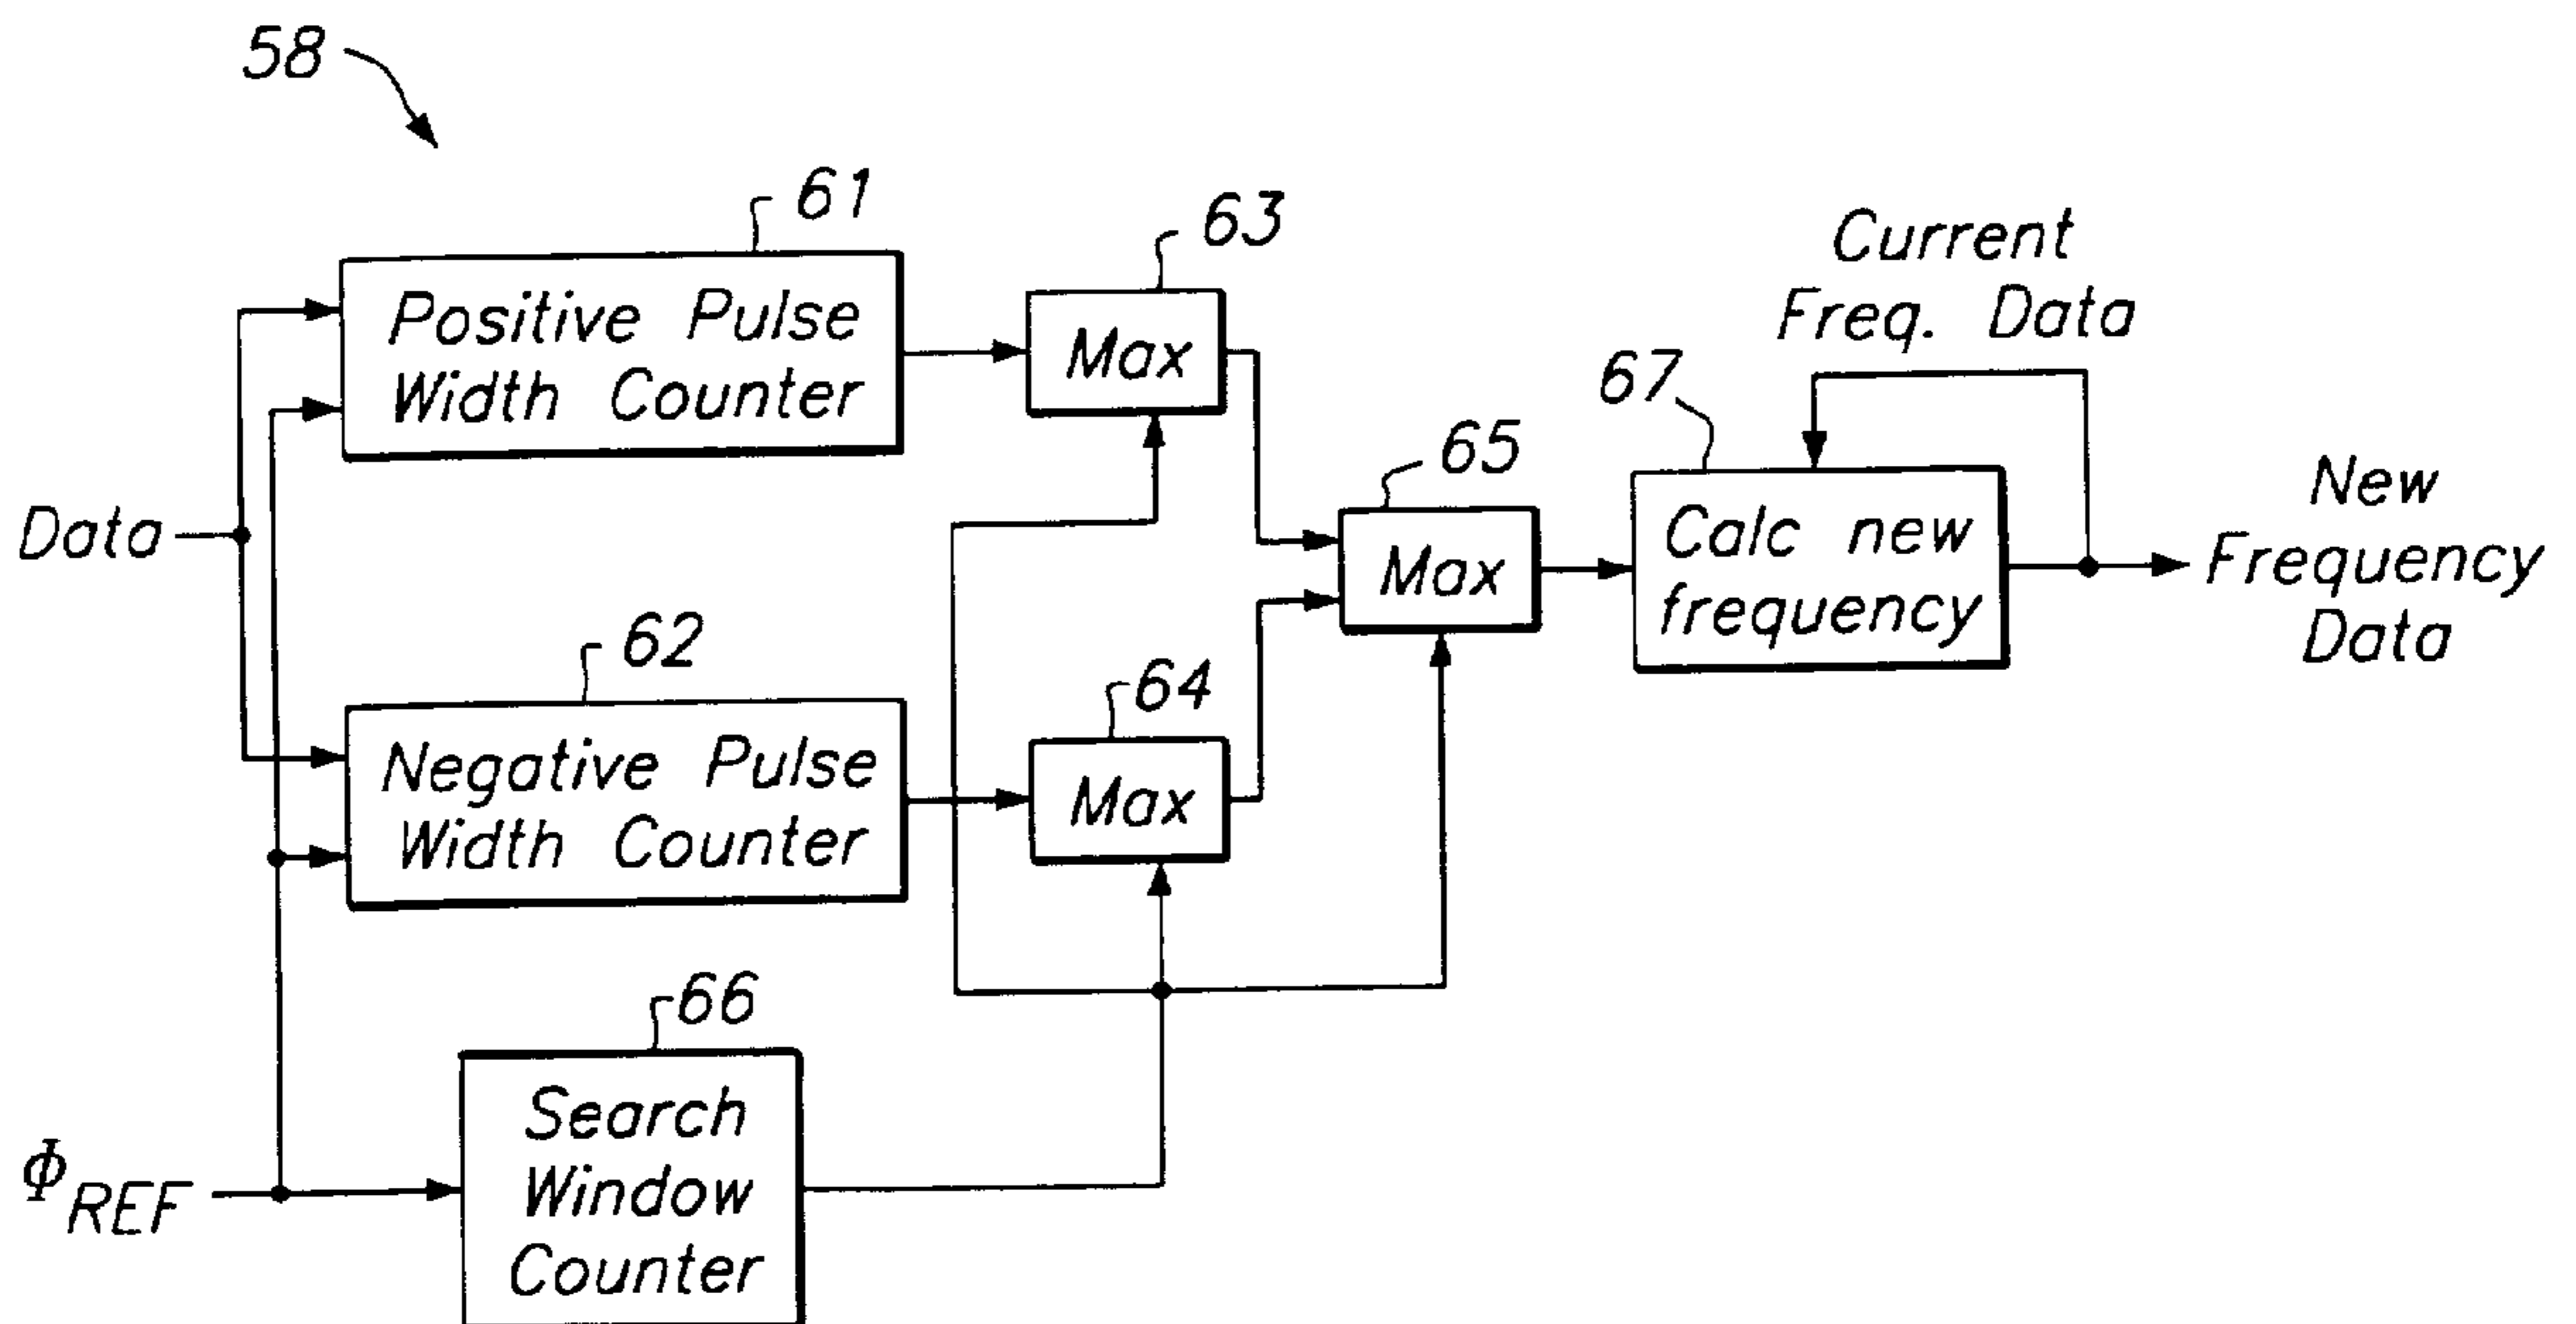 58
61
Positive Pulse
Width Counter
63
Max
Current
Freq. Data
67
65
Max
Calc new
frequency
New
Frequency
Data
Data
62
Negative Pulse
Width Counter
64
Max
66
Search
Window
Counter
Φ REF